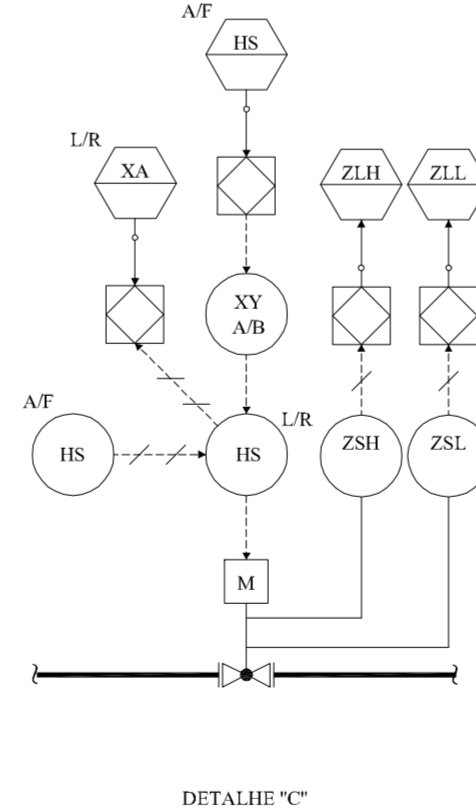 A/F
HS
L/R
XA
ZLH
ZLL
XY
A/B
A/F
L/R
HS
HS
ZSH
ZSL
M
DETALHE "C"